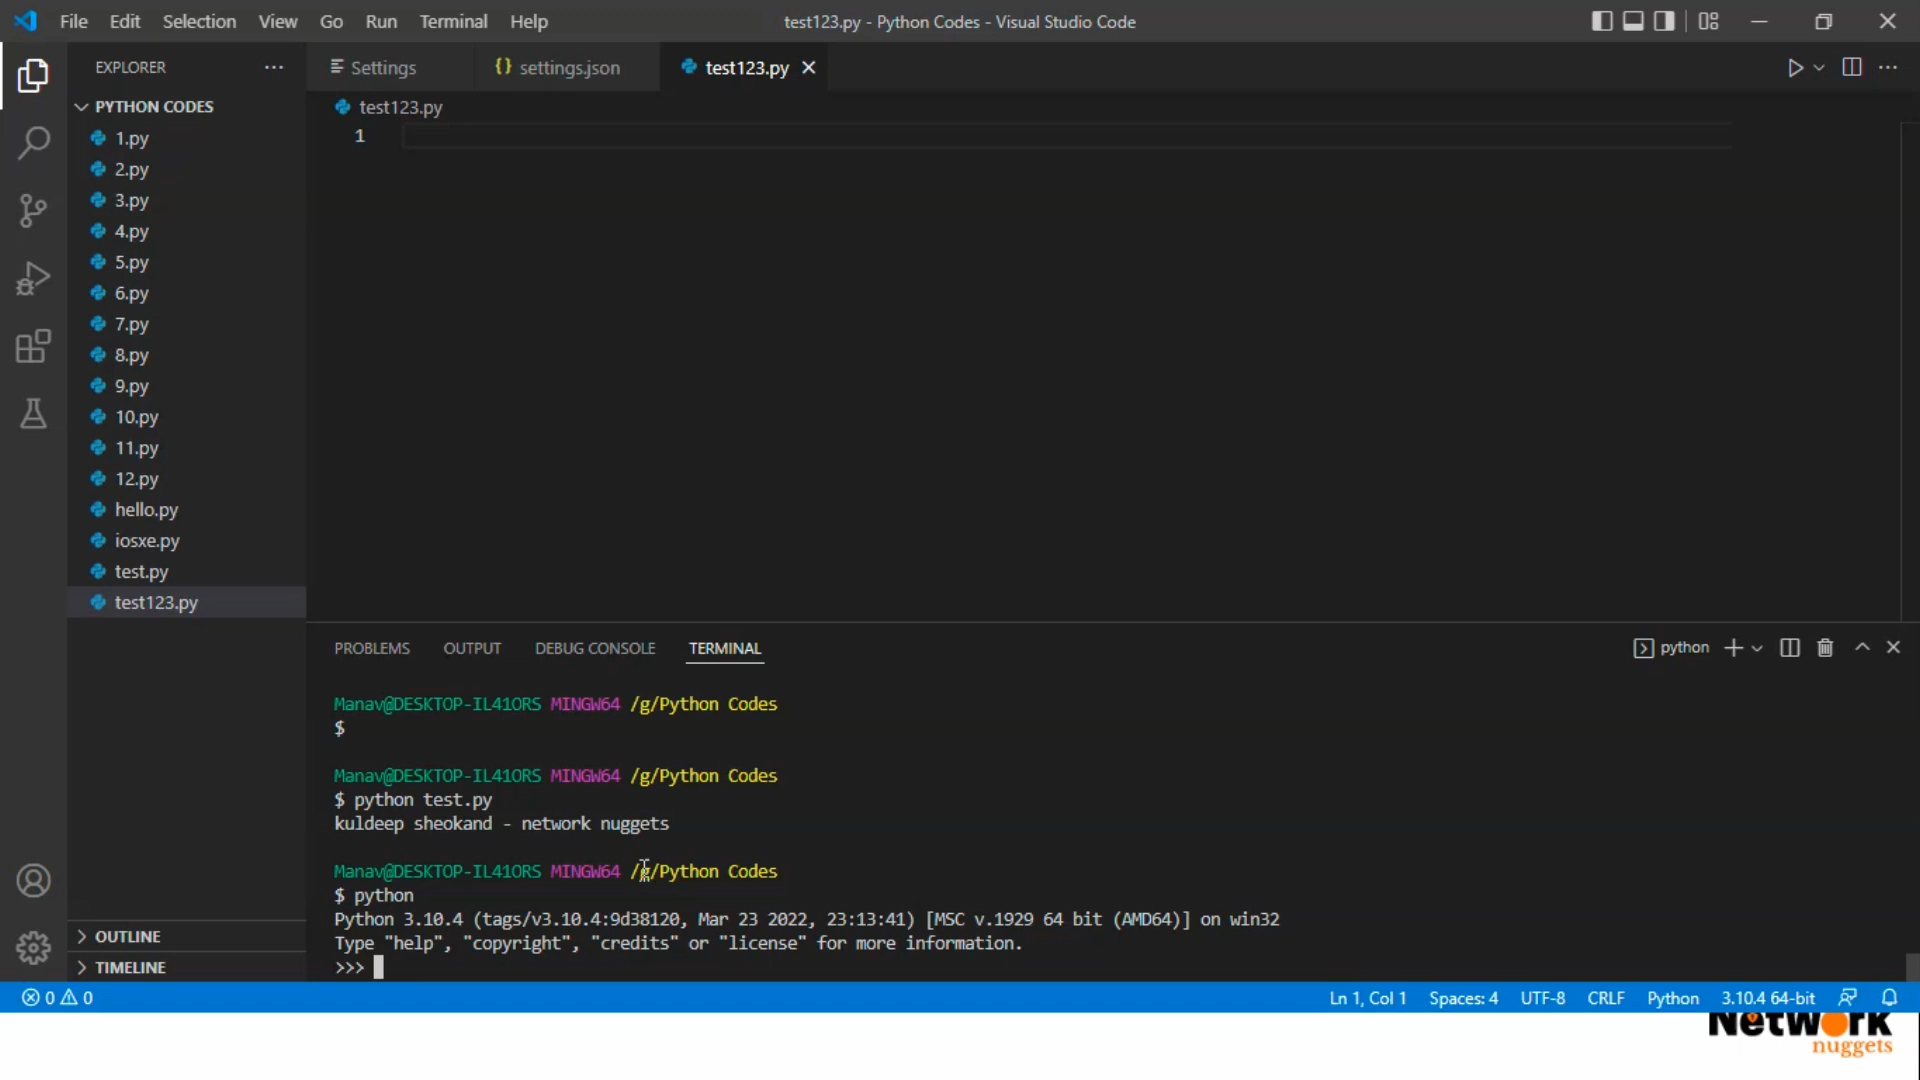 File Edit Selection View Go Run Terminal Help
test123.py - Python Codes - Visual Studio Code
EXPLORER
Settings
{} settings.json
test123.py
PYTHON CODES
1.py
2.py
3.py
4.py
5.py
6.py
7.py
8.py
9.py
10.py
11.py
12.py
hello.py
iosxe.py
test.py
test123.py
OUTLINE
TIMELINE
test123.py
1
PROBLEMS OUTPUT DEBUG CONSOLE TERMINAL
python
Manav@DESKTOP-IL41ORS MINGW64 /g/Python Codes
$
Manav@DESKTOP-IL41ORS MINGW64 /g/Python Codes
$ python test.py
kuldeep sheokand - network nuggets
Manav@DESKTOP-IL41ORS MINGW64 /g/Python Codes
$ python
Python 3.10.4 (tags/v3.10.4:9d38120, Mar 23 2022, 23:13:41) [MSC v.1929 64 bit (AMD64)] on win32
Type "help", "copyright", "credits" or "license" for more information.
>>>
0 0
Ln 1, Col 1 Spaces: 4 UTF-8 CRLF Python 3.10.4 64-bit
Network
nuggets